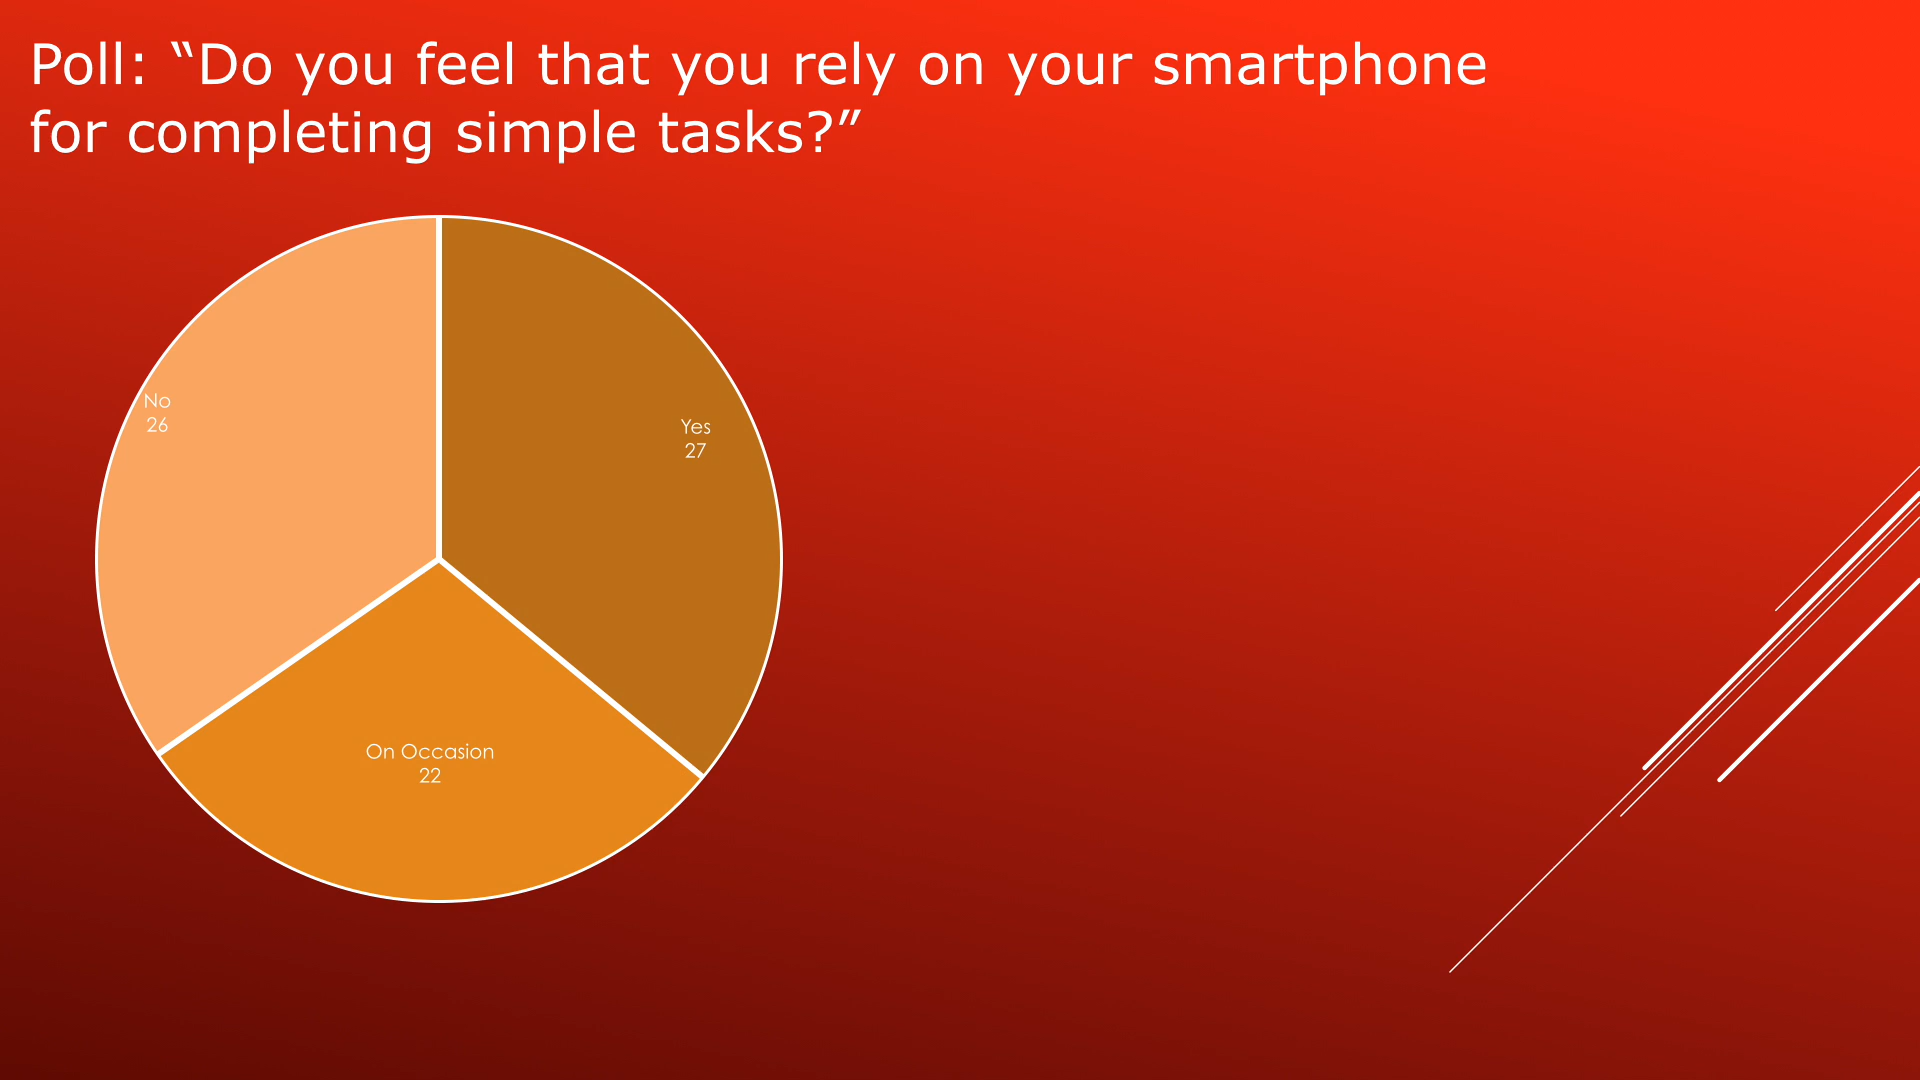 Poll: “Do you feel that you rely on your smartphone
for completing simple tasks?”
No
26
Yes
27
On Occasion
22